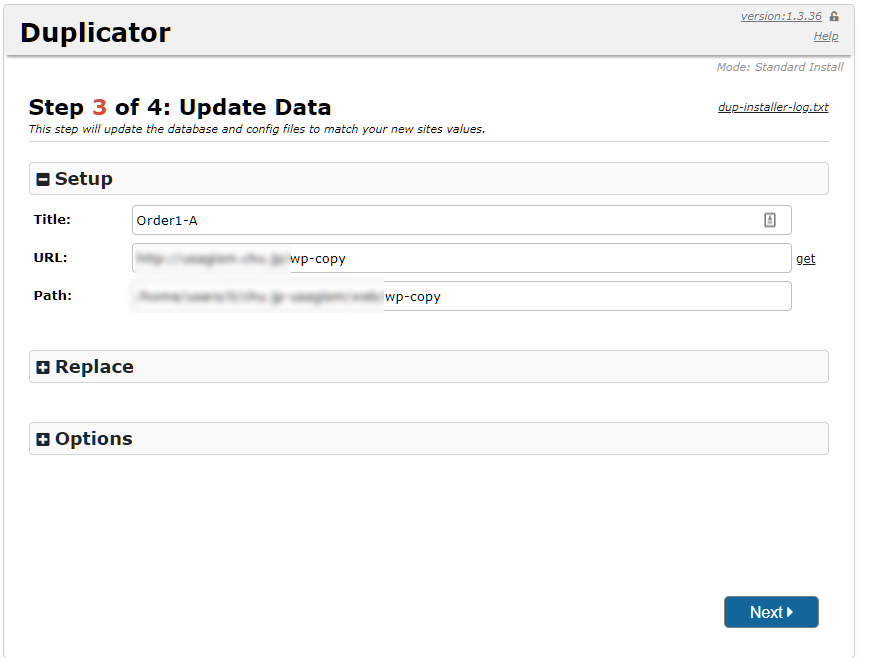 Duplicator
version:1.3.36
Help
Mode: Standard Install
Step 3 of 4: Update Data
dup-installer-log.txt
This step will update the database and config files to match your new sites values.
Setup
Title:
Order1-A
URL:
wp-copy
get
Path:
wp-copy
Replace
Options
Next